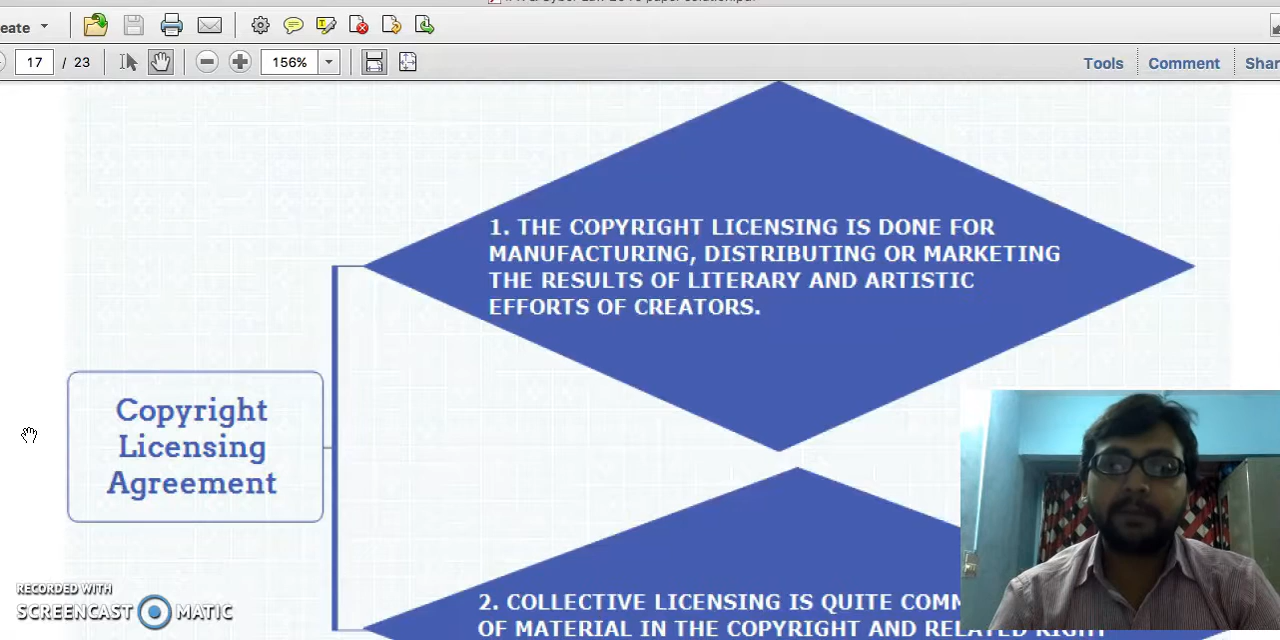 eate
17 / 23
156%
Tools
Comment
Shar
1. THE COPYRIGHT LICENSING IS DONE FOR
MANUFACTURING, DISTRIBUTING OR MARKETING
THE RESULTS OF LITERARY AND ARTISTIC
EFFORTS OF CREATORS.
Copyright
Licensing
Agreement
2. COLLECTIVE LICENSING IS QUITE COMM
OF MATERIAL IN THE COPYRIGHT AND RELATED RIGHT
RECORDED WITH
SCREENCAST MATIC